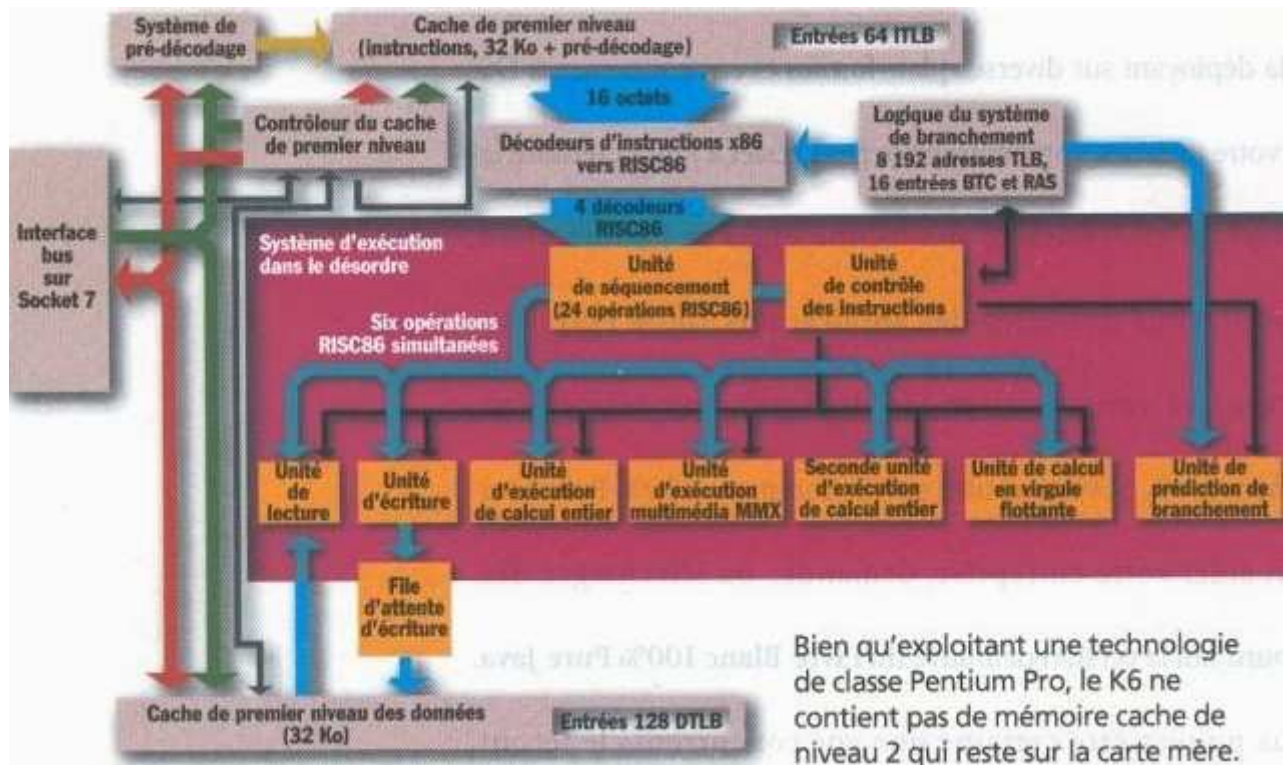 Système de
pré-décodage
Cache de premier niveau
(instructions, 32 Ko + pré-décodage)
Entrées 64 ITLB
16 octets
Contrôleur du cache
de premier niveau
Décodeurs d'instructions x86
vers RISC86
Logique du système
de branchement
8 192 adresses TLB,
16 entrées BTC et RAS
4 décodeurs
RISC86
Interface
bus
sur
Socket 7
Système d'exécution
dans le désordre
Unité
de séquencement
(24 opérations RISC86)
Unité
de contrôle
des instructions
Six opérations
RISC86 simultanées
Unité
de
lecture
Unité
d'écriture
Unité
d'exécution
de calcul entier
Unité
d'exécution
multimédia MMX
Seconde unité
d'exécution
de calcul entier
Unité de calcul
en virgule
flottante
Unité de
prédiction de
branchement
File
d'attente
d'écriture
Cache de premier niveau des données
(32 Ko)
Entrées 128 DTLB
Bien qu'exploitant une technologie
de classe Pentium Pro, le K6 ne
contient pas de mémoire cache de
niveau 2 qui reste sur la carte mère.